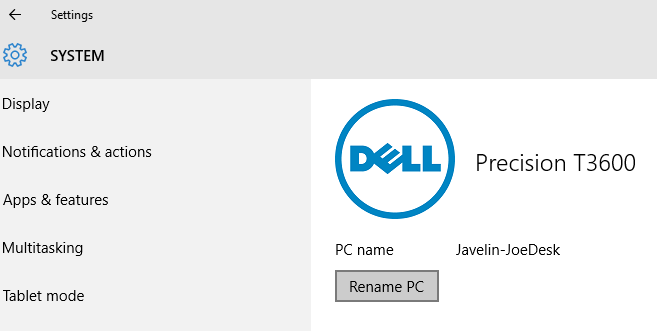 Settings
SYSTEM
Display
Notifications & actions
Apps & features
Multitasking
Tablet mode
DELL
Precision T3600
PC name Javelin-JoeDesk
Rename PC